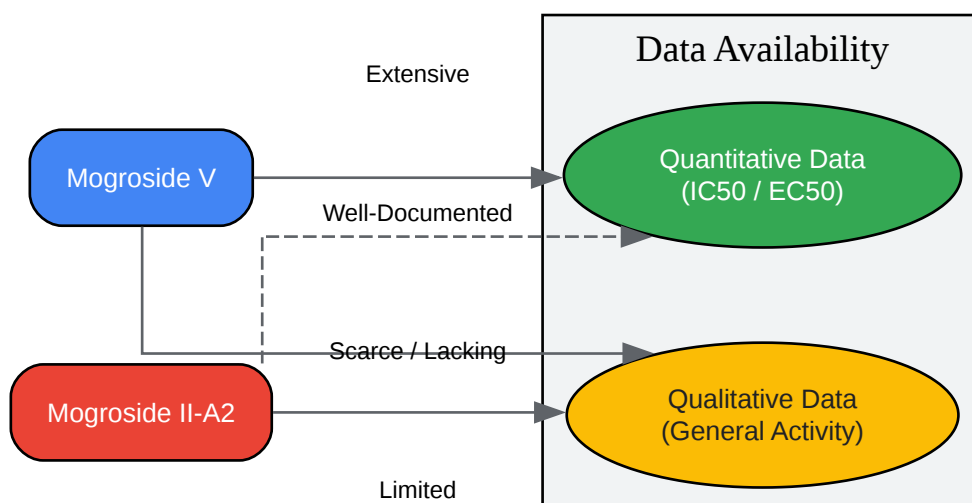 Data Availability
Extensive
Quantitative Data
(IC50 / EC50)
Mogroside V
Well-Documented
Scarce / Lacking
Mogroside II-A2
Qualitative Data
(General Activity)
Limited